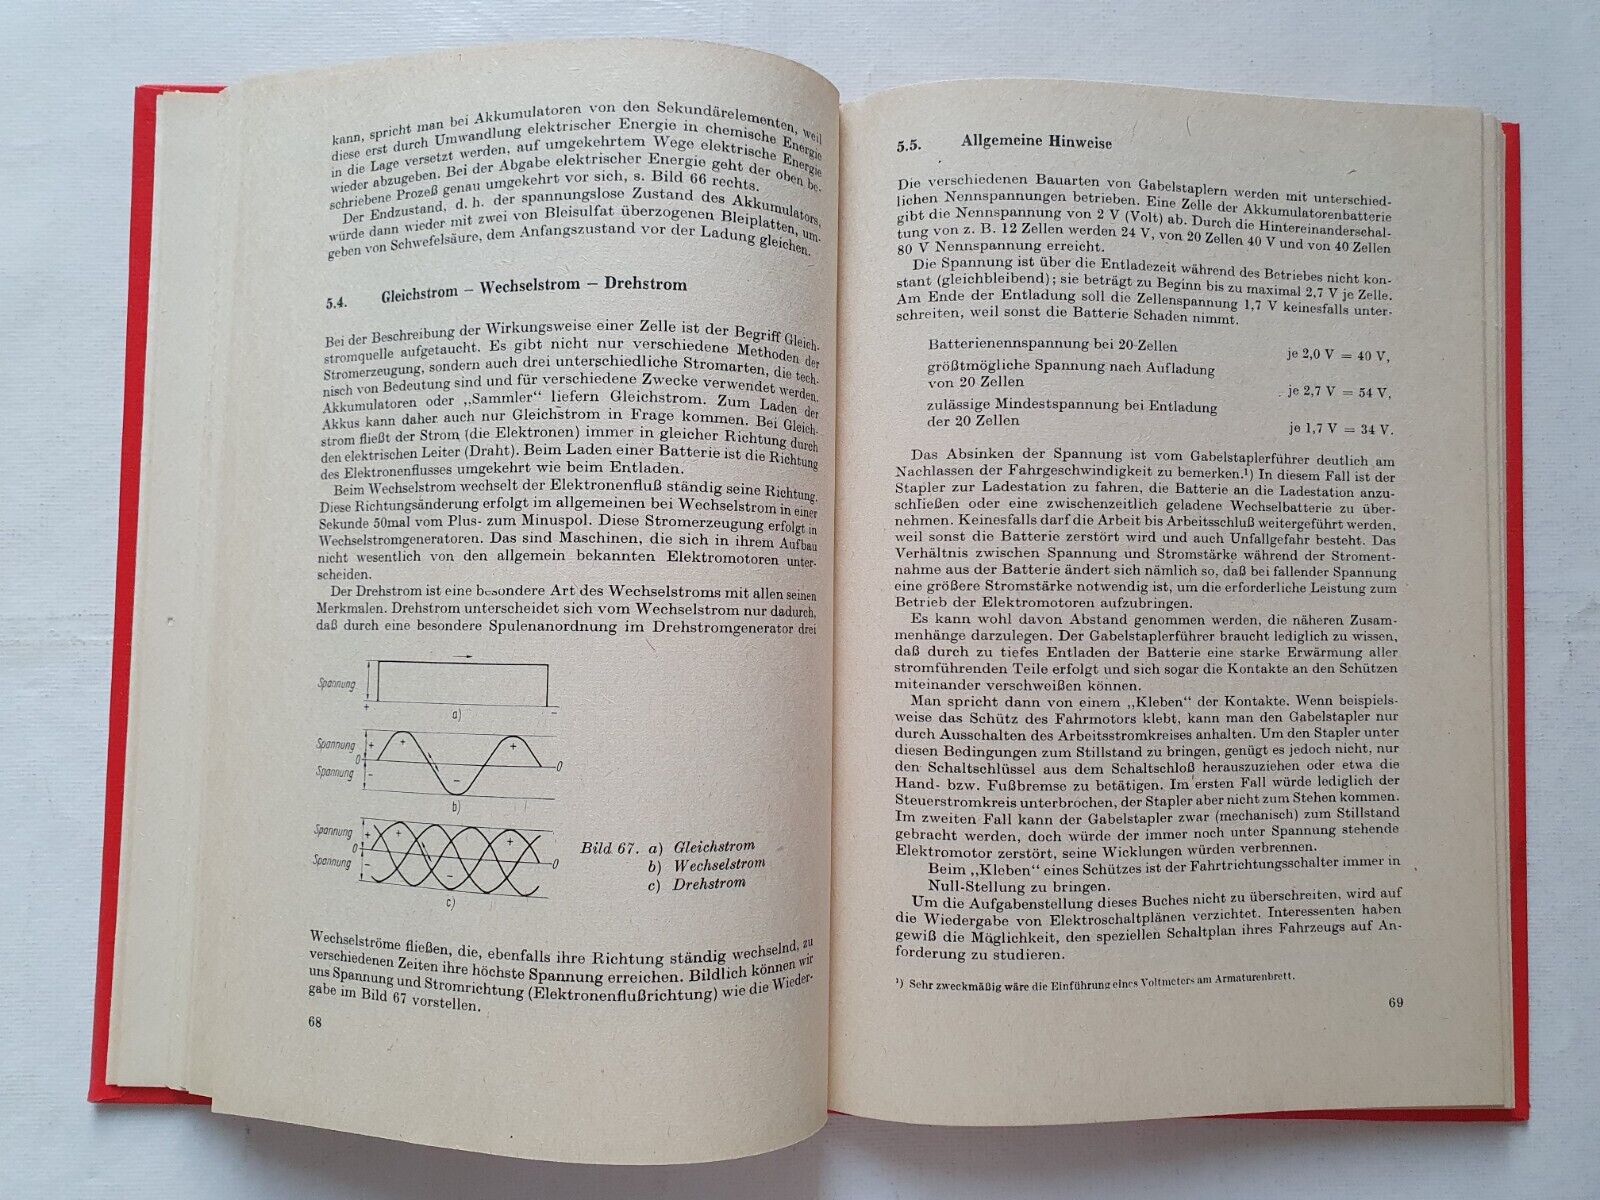 kann, spricht man bei Akkumulatoren von den Sekundärelementen, weil
diese erst durch Umwandlung elektrischer Energie in chemische Energie
in die Lage versetzt werden, auf umgekehrtem Wege elektrische Energie
wieder abzugeben. Bei der Abgabe elektrischer Energie geht der oben be-
schriebene Prozeß genau umgekehrt vor sich, s. Bild 66 rechts.
Der Endzustand, d. h. der spannungslose Zustand des Akkumulators,
würde dann wieder mit zwei von Bleisulfat überzogenen Bleiplatten, um-
geben von Schwefelsäure, dem Anfangszustand vor der Ladung gleichen.
5.4. Gleichstrom – Wechselstrom – Drehstrom
Bei der Beschreibung der Wirkungsweise einer Zelle ist der Begriff Gleich-
stromquelle aufgetaucht. Es gibt nicht nur verschiedene Methoden der
Stromerzeugung, sondern auch drei unterschiedliche Stromarten, die tech-
nisch von Bedeutung sind und für verschiedene Zwecke verwendet werden.
Akkumulatoren oder „Sammler“ liefern Gleichstrom. Zum Laden der
Akkus kann daher auch nur Gleichstrom in Frage kommen. Bei Gleich-
strom fließt der Strom (die Elektronen) immer in gleicher Richtung durch
den elektrischen Leiter (Draht). Beim Laden einer Batterie ist die Richtung
des Elektronenflusses umgekehrt wie beim Entladen.
Beim Wechselstrom wechselt der Elektronenfluß ständig seine Richtung.
Diese Richtungsänderung erfolgt im allgemeinen bei Wechselstrom in einer
Sekunde 50mal vom Plus- zum Minuspol. Diese Stromerzeugung erfolgt in
Wechselstromgeneratoren. Das sind Maschinen, die sich in ihrem Aufbau
nicht wesentlich von den allgemein bekannten Elektromotoren unter-
scheiden.
Der Drehstrom ist eine besondere Art des Wechselstroms mit allen seinen
Merkmalen. Drehstrom unterscheidet sich vom Wechselstrom nur dadurch,
daß durch eine besondere Spulenanordnung im Drehstromgenerator drei
Spannung
+ –
a)
Spannung + +
+
0 0
Spannung – –
b)
Spannung + + +
0 0
Spannung – –
c)
Bild 67. a) Gleichstrom
b) Wechselstrom
c) Drehstrom
Wechselströme fließen, die, ebenfalls ihre Richtung ständig wechselnd, zu
verschiedenen Zeiten ihre höchste Spannung erreichen. Bildlich können wir
uns Spannung und Stromrichtung (Elektronenflußrichtung) wie die Wieder-
gabe im Bild 67 vorstellen.
68
5.5. Allgemeine Hinweise
Die verschiedenen Bauarten von Gabelstaplern werden mit unterschied-
lichen Nennspannungen betrieben. Eine Zelle der Akkumulatorenbatterie
gibt die Nennspannung von 2 V (Volt) ab. Durch die Hintereinanderschal-
tung von z. B. 12 Zellen werden 24 V, von 20 Zellen 40 V und von 40 Zellen
80 V Nennspannung erreicht.
Die Spannung ist über die Entladezeit während des Betriebes nicht kon-
stant (gleichbleibend); sie beträgt zu Beginn bis zu maximal 2,7 V je Zelle.
Am Ende der Entladung soll die Zellenspannung 1,7 V keinesfalls unter-
schreiten, weil sonst die Batterie Schaden nimmt.
Batterienennspannung bei 20 Zellen je 2,0 V = 40 V,
größtmögliche Spannung nach Aufladung
von 20 Zellen je 2,7 V = 54 V,
zulässige Mindestspannung bei Entladung
der 20 Zellen je 1,7 V = 34 V.
Das Absinken der Spannung ist vom Gabelstaplerführer deutlich am
Nachlassen der Fahrgeschwindigkeit zu bemerken.¹) In diesem Fall ist der
Stapler zur Ladestation zu fahren, die Batterie an die Ladestation anzu-
schließen oder eine zwischenzeitlich geladene Wechselbatterie zu über-
nehmen. Keinesfalls darf die Arbeit bis Arbeitsschluß weitergeführt werden,
weil sonst die Batterie zerstört wird und auch Unfallgefahr besteht. Das
Verhältnis zwischen Spannung und Stromstärke während der Stroment-
nahme aus der Batterie ändert sich nämlich so, daß bei fallender Spannung
eine größere Stromstärke notwendig ist, um die erforderliche Leistung zum
Betrieb der Elektromotoren aufzubringen.
Es kann wohl davon Abstand genommen werden, die näheren Zusam-
menhänge darzulegen. Der Gabelstaplerführer braucht lediglich zu wissen,
daß durch zu tiefes Entladen der Batterie eine starke Erwärmung aller
stromführenden Teile erfolgt und sich sogar die Kontakte an den Schützen
miteinander verschweißen können.
Man spricht dann von einem „Kleben“ der Kontakte. Wenn beispiels-
weise das Schütz des Fahrmotors klebt, kann man den Gabelstapler nur
durch Ausschalten des Arbeitsstromkreises anhalten. Um den Stapler unter
diesen Bedingungen zum Stillstand zu bringen, genügt es jedoch nicht, nur
den Schaltschlüssel aus dem Schaltschloß herauszuziehen oder etwa die
Hand- bzw. Fußbremse zu betätigen. Im ersten Fall würde lediglich der
Steuerstromkreis unterbrochen, der Stapler aber nicht zum Stehen kommen.
Im zweiten Fall kann der Gabelstapler zwar (mechanisch) zum Stillstand
gebracht werden, doch würde der immer noch unter Spannung stehende
Elektromotor zerstört, seine Wicklungen würden verbrennen.
Beim „Kleben“ eines Schützes ist der Fahrtrichtungsschalter immer in
Null-Stellung zu bringen.
Um die Aufgabenstellung dieses Buches nicht zu überschreiten, wird auf
die Wiedergabe von Elektroschaltplänen verzichtet. Interessenten haben
gewiß die Möglichkeit, den speziellen Schaltplan ihres Fahrzeugs auf An-
forderung zu studieren.
¹) Sehr zweckmäßig wäre die Einführung eines Voltmeters am Armaturenbrett.
69